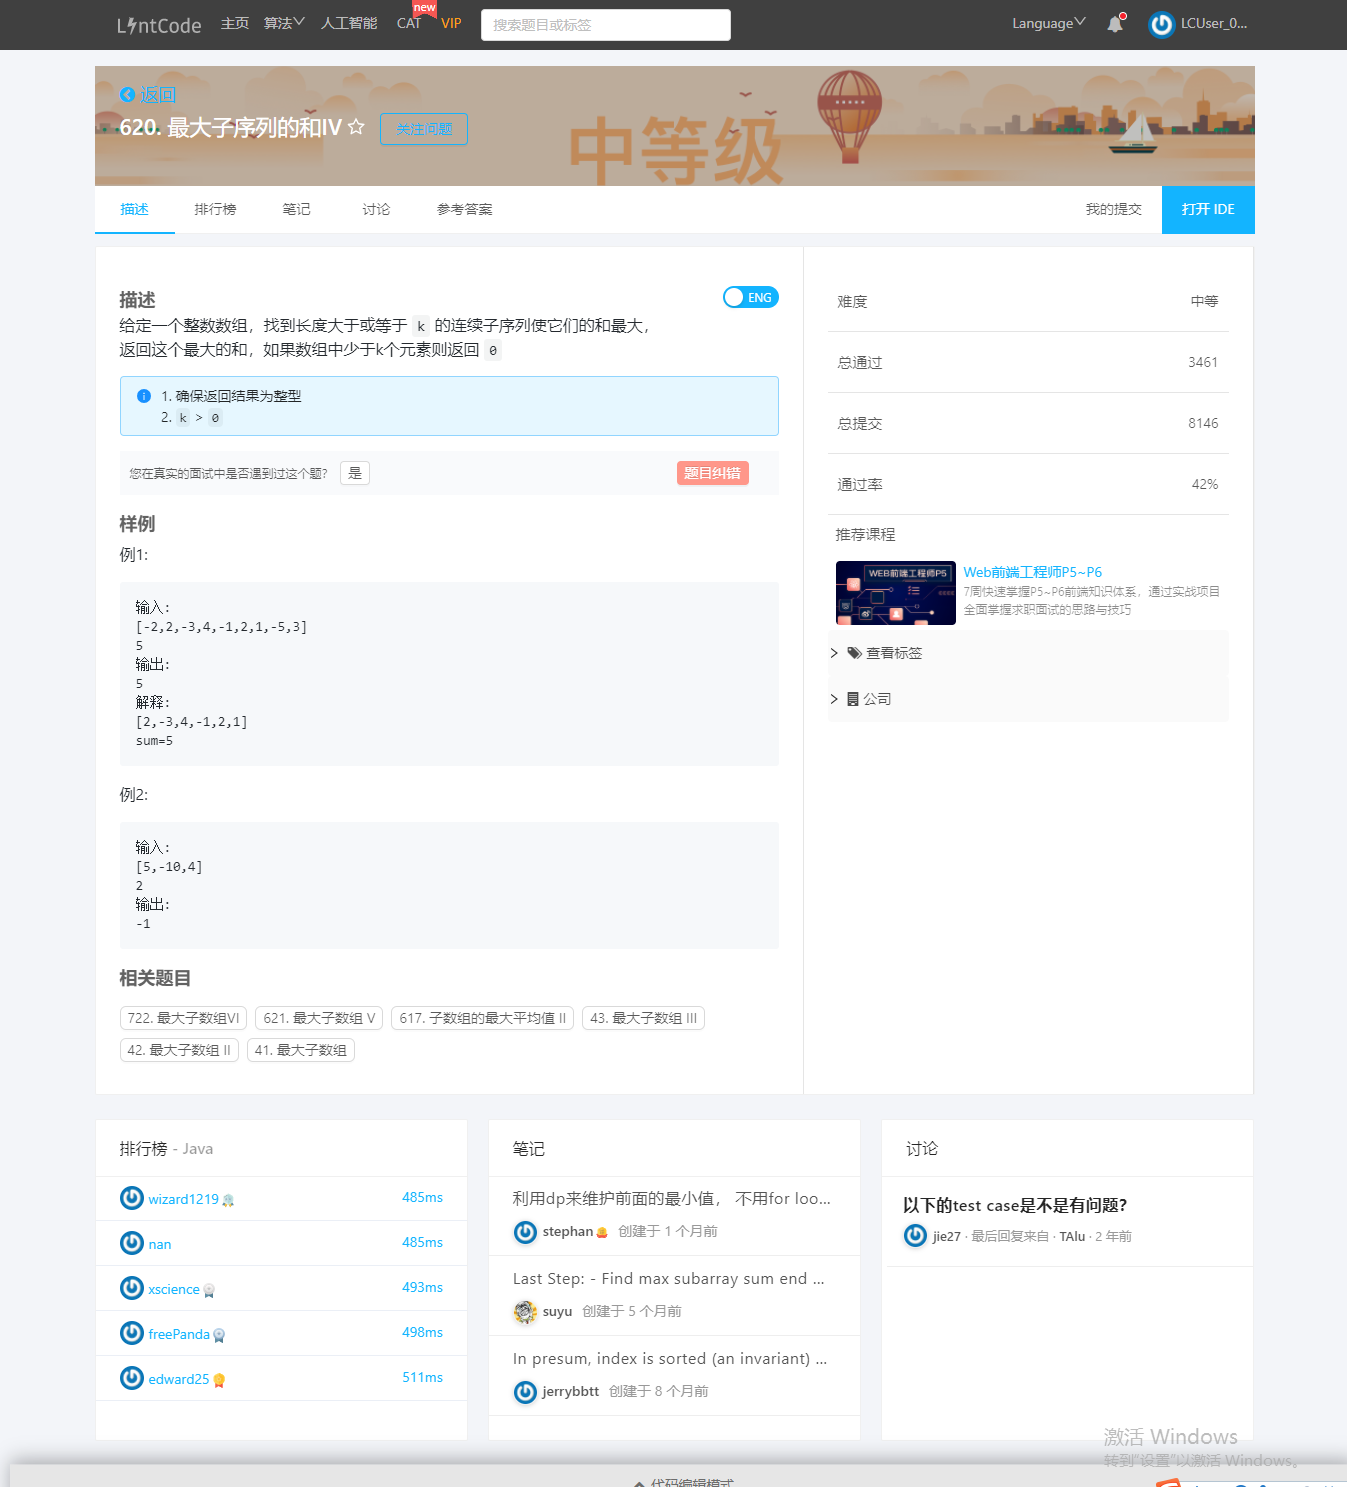 LintCode 主页 算法 人工智能 CAT new VIP 搜索题目或标签 Language LCUser_0...
返回
620. 最大子序列的和IV 关注问题
中等级
描述 排行榜 笔记 讨论 参考答案 我的提交 打开 IDE
描述 ENG
给定一个整数数组，找到长度大于或等于 k 的连续子序列使它们的和最大，
返回这个最大的和，如果数组中少于k个元素则返回 0
1. 确保返回结果为整型
2. k > 0
您在真实的面试中是否遇到过这个题？ 是 题目纠错
样例
例1:
输入:
[-2,2,-3,4,-1,2,1,-5,3]
5
输出:
5
解释:
[2,-3,4,-1,2,1]
sum=5
例2:
输入:
[5,-10,4]
2
输出:
-1
相关题目
722. 最大子数组VI 621. 最大子数组 V 617. 子数组的最大平均值 II 43. 最大子数组 III
42. 最大子数组 II 41. 最大子数组
难度 中等
总通过 3461
总提交 8146
通过率 42%
推荐课程
WEB前端工程师P5
Web前端工程师P5~P6
7周快速掌握P5~P6前端知识体系，通过实战项目
全面掌握求职面试的思路与技巧
查看标签
公司
排行榜 - Java
wizard1219 485ms
nan 485ms
xscience 493ms
freePanda 498ms
edward25 511ms
笔记
利用dp来维护前面的最小值， 不用for loo...
stephan 创建于 1 个月前
Last Step: - Find max subarray sum end ...
suyu 创建于 5 个月前
In presum, index is sorted (an invariant) ...
jerrybbtt 创建于 8 个月前
讨论
以下的test case是不是有问题？
jie27 · 最后回复来自 · TAlu · 2 年前
激活 Windows
转到"设置"以激活 Windows。
代码编辑模式